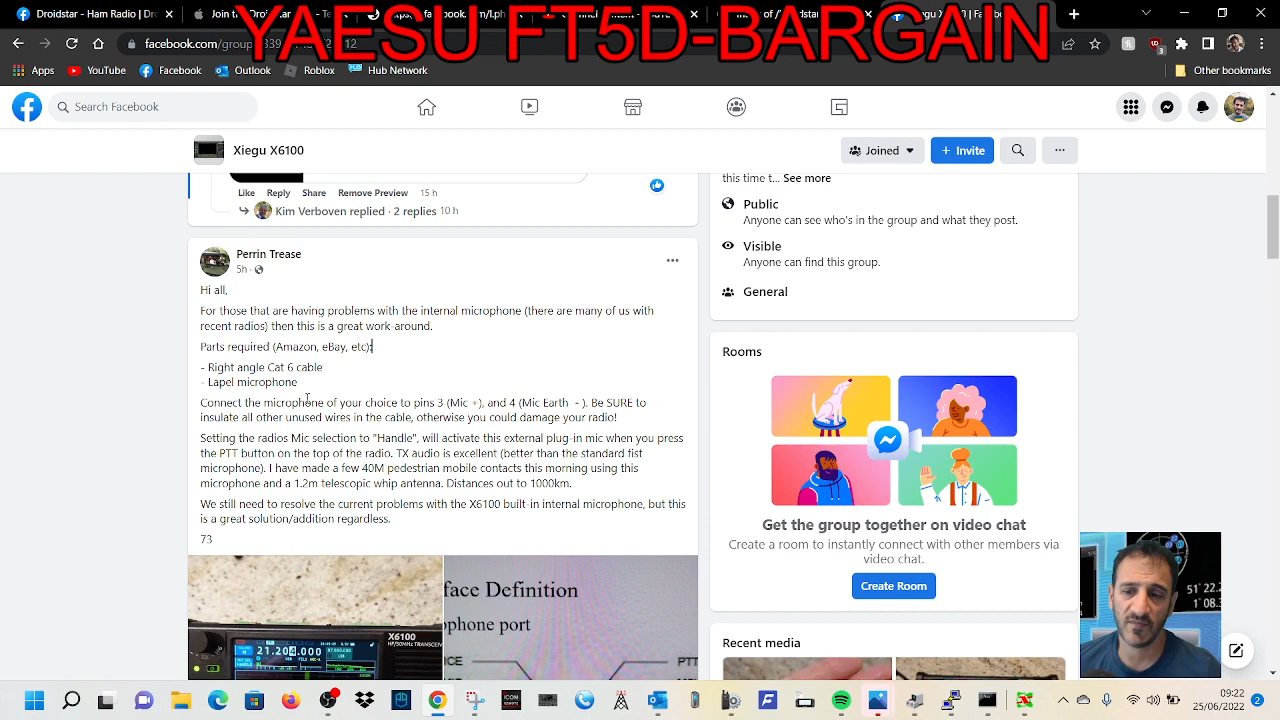 YAESU FT5D-BARGAIN
facebook.com/group
YouTube
Facebook
Outlook
Roblox
Hub Network
Other bookmarks
Search Facebook
Xiegu X6100
Joined
+ Invite
Like Reply Share Remove Preview 15 h
Kim Verboven replied · 2 replies 10 h
this time t... See more
Public
Anyone can see who's in the group and what they post.
Visible
Anyone can find this group.
General
Perrin Trease
5h ·
Hi all,
For those that are having problems with the internal microphone (there are many of us with
recent radios) then this is a great work-around.
Parts required (Amazon, eBay, etc):
- Right angle Cat 6 cable
- Lapel microphone
Connect the microphone of your choice to pins 3 (Mic +), and 4 (Mic Earth - ). Be SURE to
insulate all other unused wires in the cable, otherwise you could damage your radio!
Setting the radios Mic selection to "Handle", will activate this external plug-in mic when you press
the PTT button on the top of the radio. TX audio is excellent (better than the standard fist
microphone). I have made a few 40M pedestrian mobile contacts this morning using this
microphone and a 1.2m telescopic whip antenna. Distances out to 1000km.
We still need to resolve the current problems with the X6100 built-in internal microphone, but this
is a great solution/addition regardless.
73
Rooms
Get the group together on video chat
Create a room to instantly connect with other members via
video chat.
Create Room
Recent media
face Definition
ophone port
X6100
HF/50MHz TRANSCEI
21.204.000
ICE
PTT
22.7
08.2
09:22
25/08/2022
2